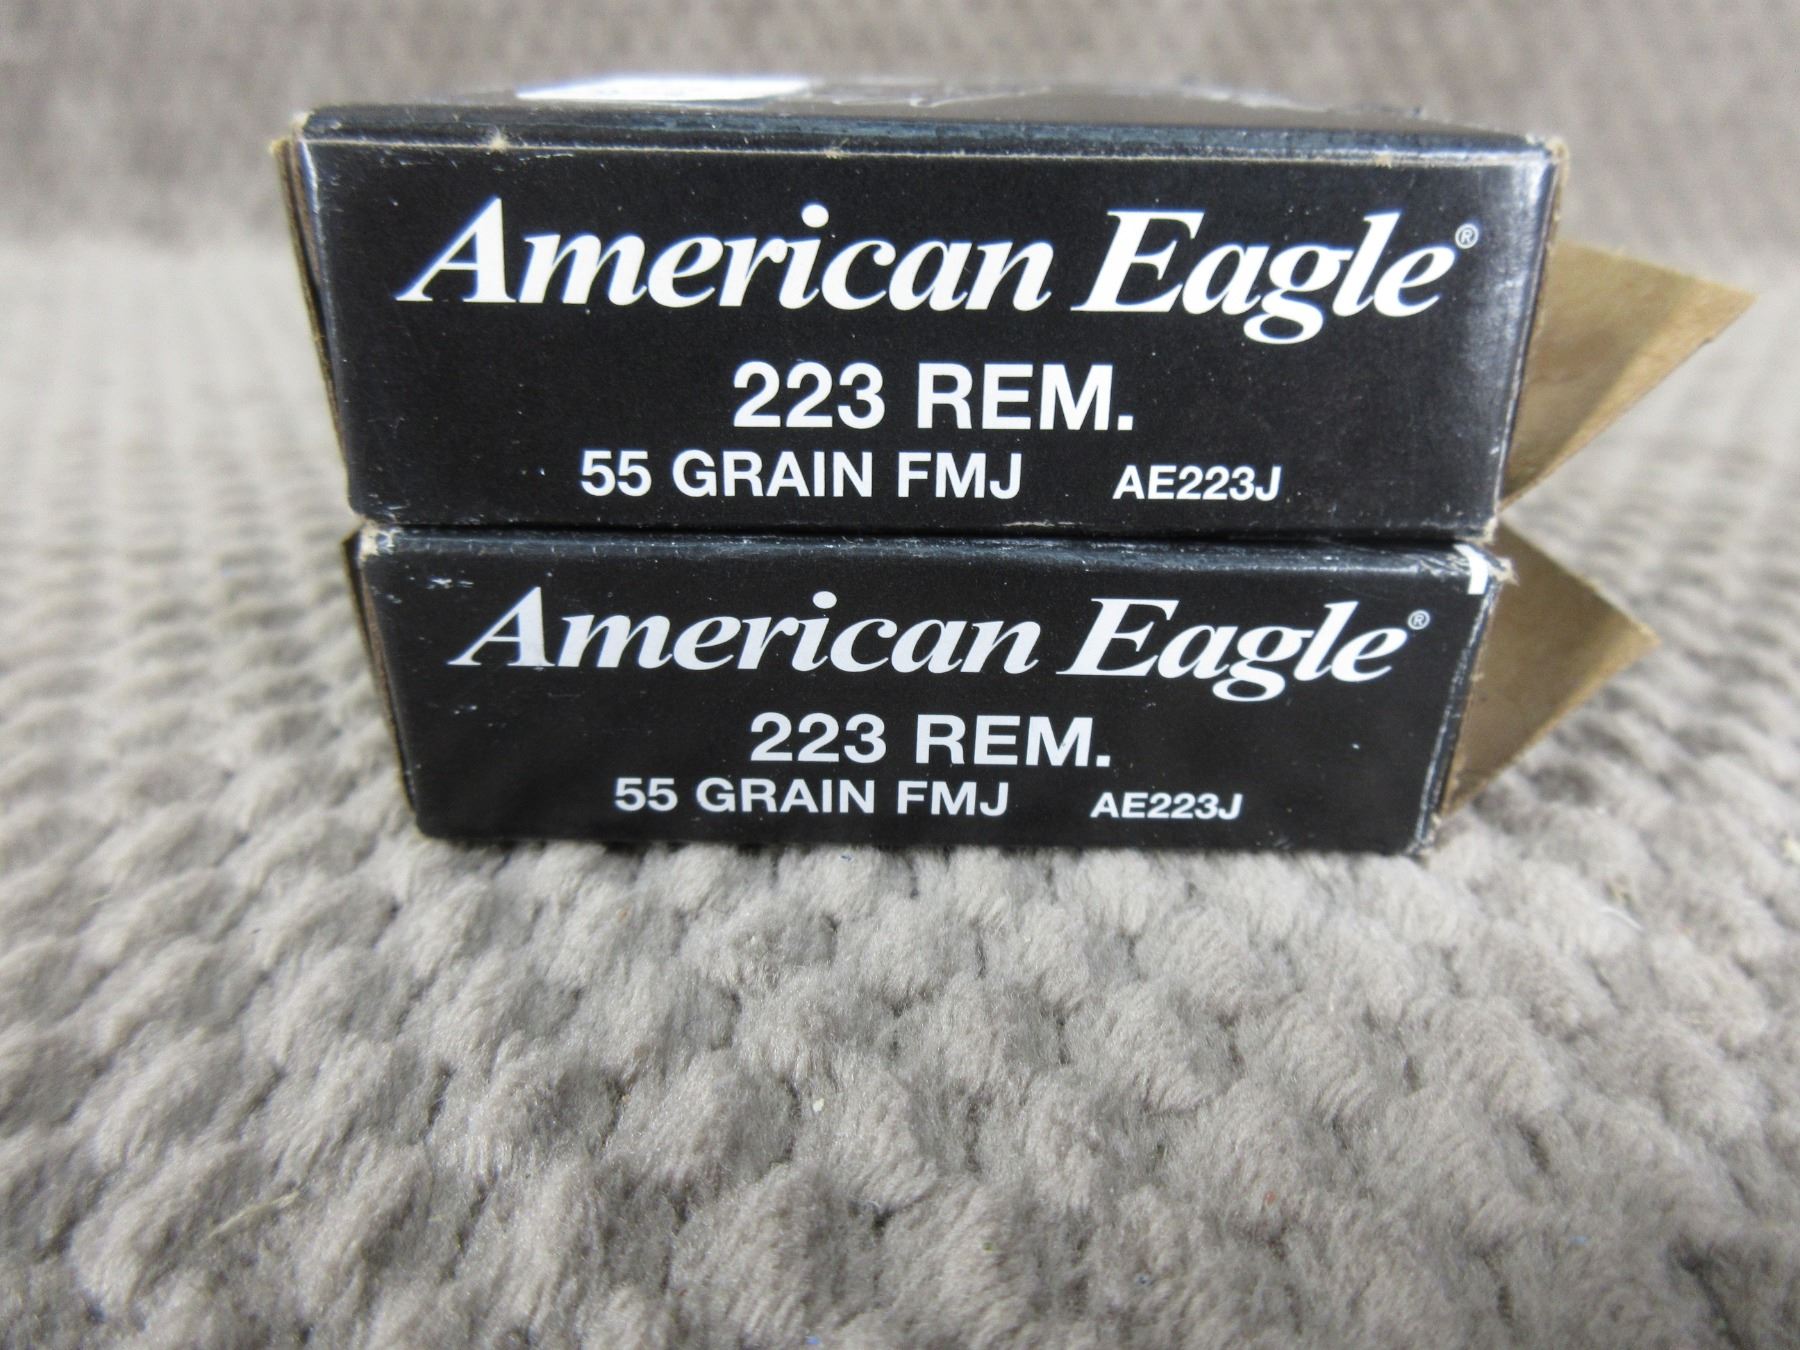 American Eagle®
223 REM.
55 GRAIN FMJ AE223J
American Eagle®
223 REM.
55 GRAIN FMJ AE223J